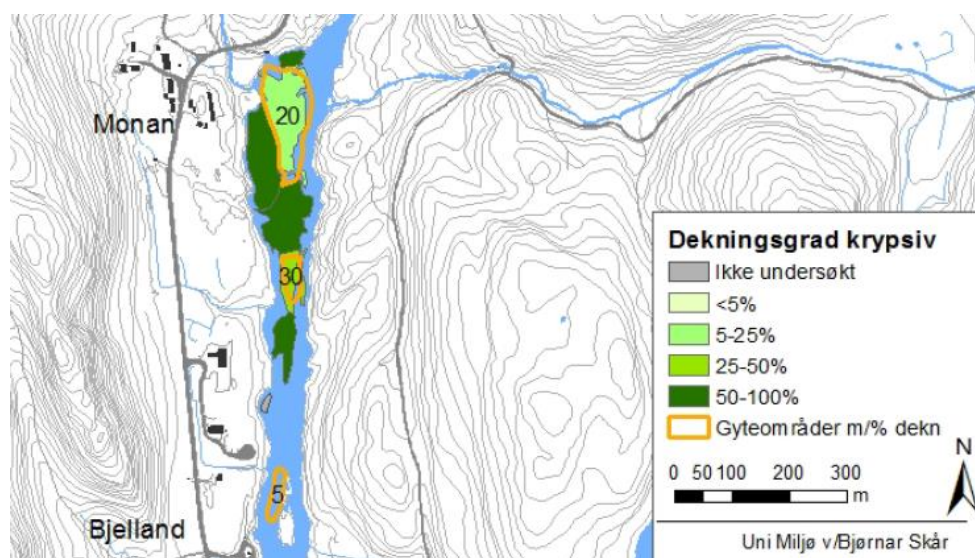 20
Monan
30
5
Bjelland
Dekningsgrad krypsiv
Ikke undersøkt
<5%
5-25%
25-50%
50-100%
Gyteområder m/% dekn
N
0 50 100 200 300
m
Uni Miljø v/Bjørnar Skår